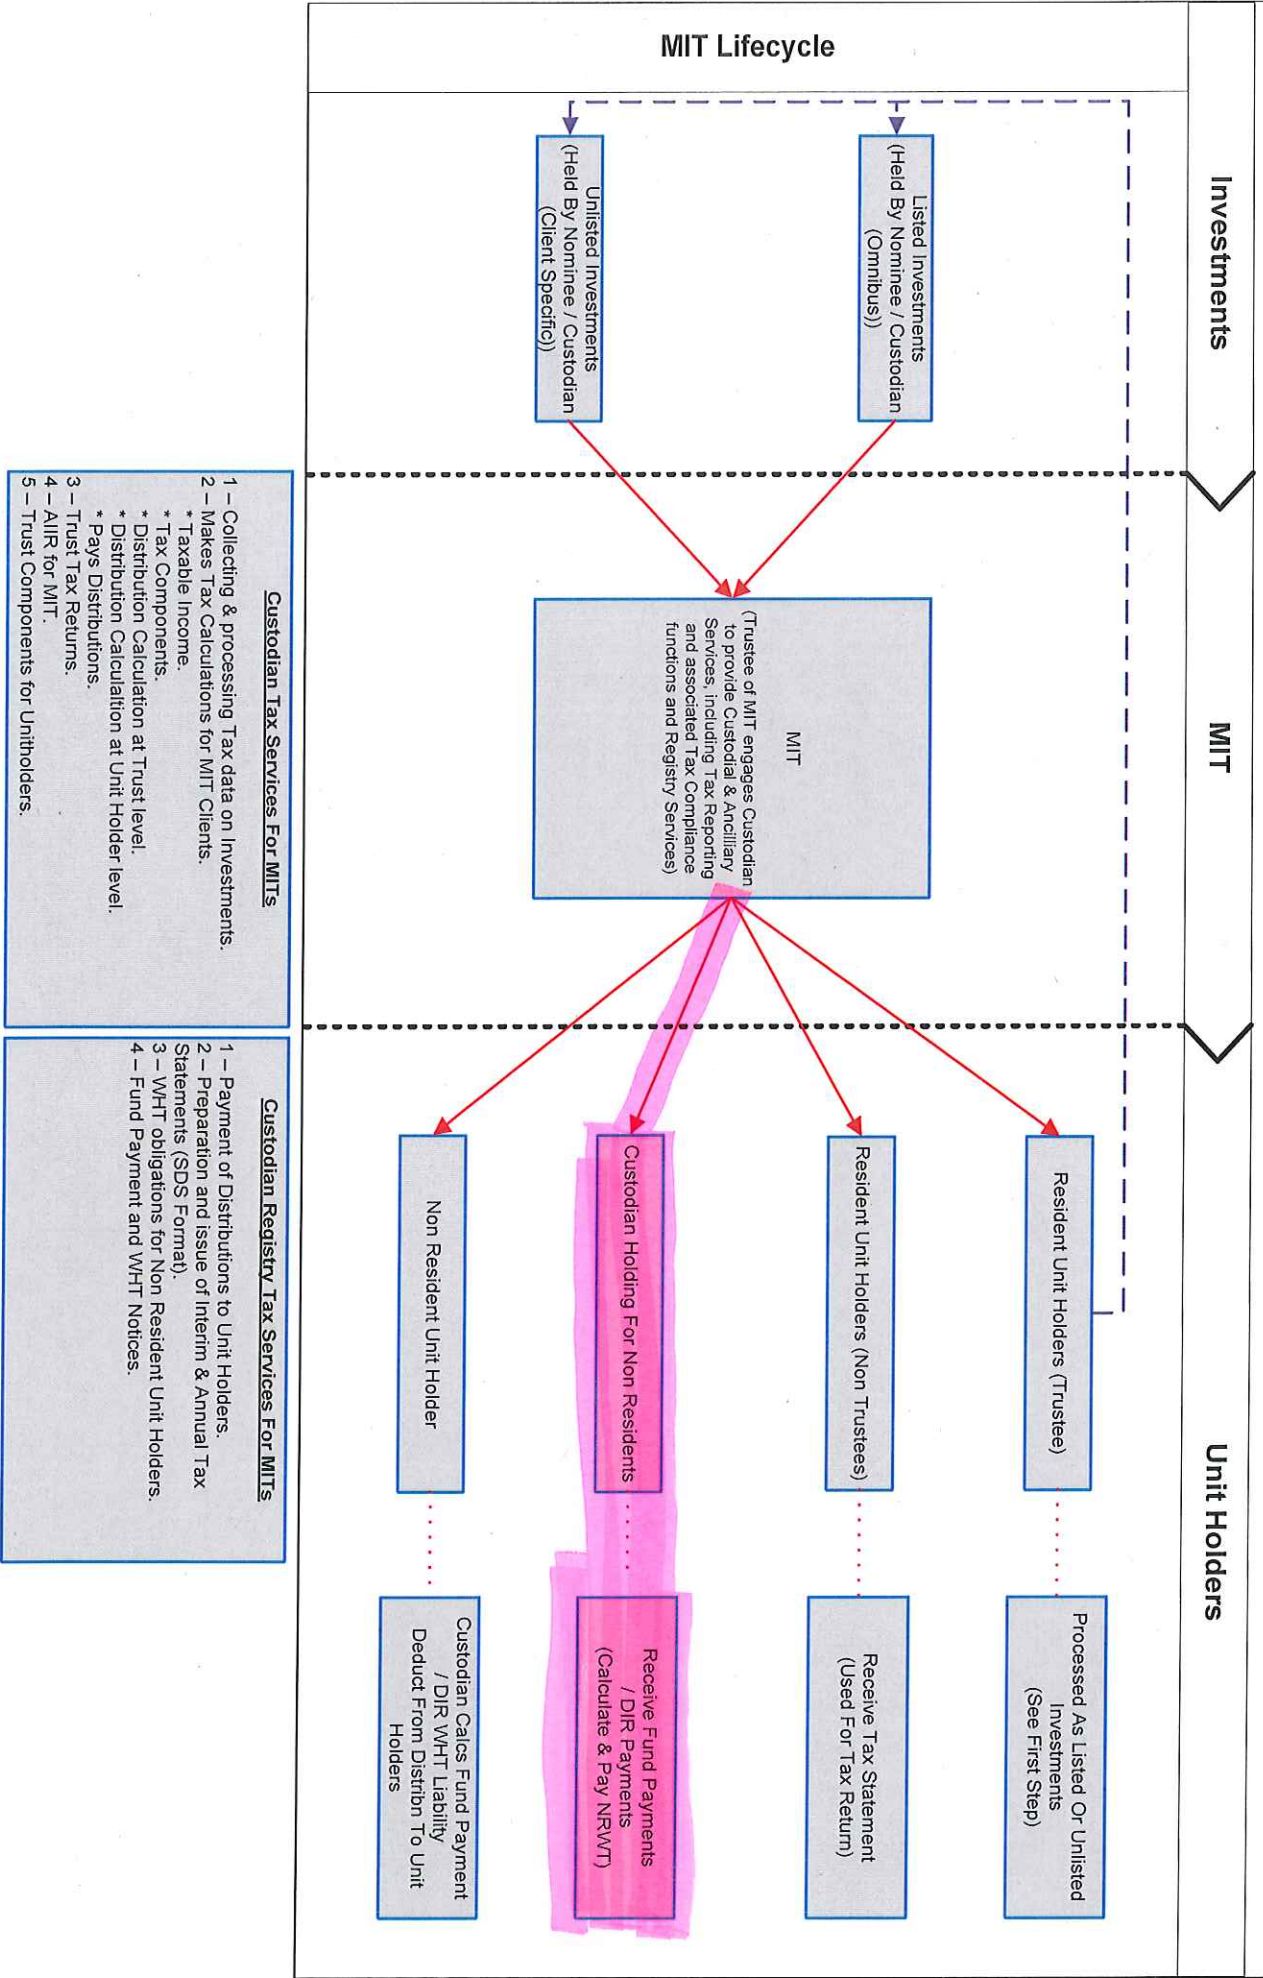 MIT Lifecycle
Investments
MIT
Unit Holders
Listed Investments
(Held By Nominee / Custodian
(Omnibus))
Unlisted Investments
(Held By Nominee / Custodian
(Client Specific))
MIT
(Trustee of MIT engages Custodian
to provide Custodial & Ancilliary
Services, including Tax Reporting
and associated Tax Compliance
functions and Registry Services)
Resident Unit Holders (Trustee)
Processed As Listed Or Unlisted
Investments
(See First Step)
Resident Unit Holders (Non Trustees)
Receive Tax Statement
(Used For Tax Return)
Custodian Holding For Non Residents
Receive Fund Payments
/ DIR Payments
(Calculate & Pay NRWT)
Non Resident Unit Holder
Custodian Calcs Fund Payment
/ DIR WHT Liability
Deduct From Distribn To Unit
Holders
Custodian Tax Services For MITs
1 – Collecting & processing Tax data on Investments.
2 – Makes Tax Calculations for MIT Clients.
* Taxable Income.
* Tax Components.
* Distribution Calculation at Trust level.
* Distribution Calculaltion at Unit Holder level.
* Pays Distributions.
3 – Trust Tax Returns.
4 – AIIR for MIT.
5 – Trust Components for Unitholders.
Custodian Registry Tax Services For MITs
1 – Payment of Distributions to Unit Holders.
2 – Preparation and issue of Interim & Annual Tax
Statements (SDS Format).
3 – WHT obligations for Non Resident Unit Holders.
4 – Fund Payment and WHT Notices.